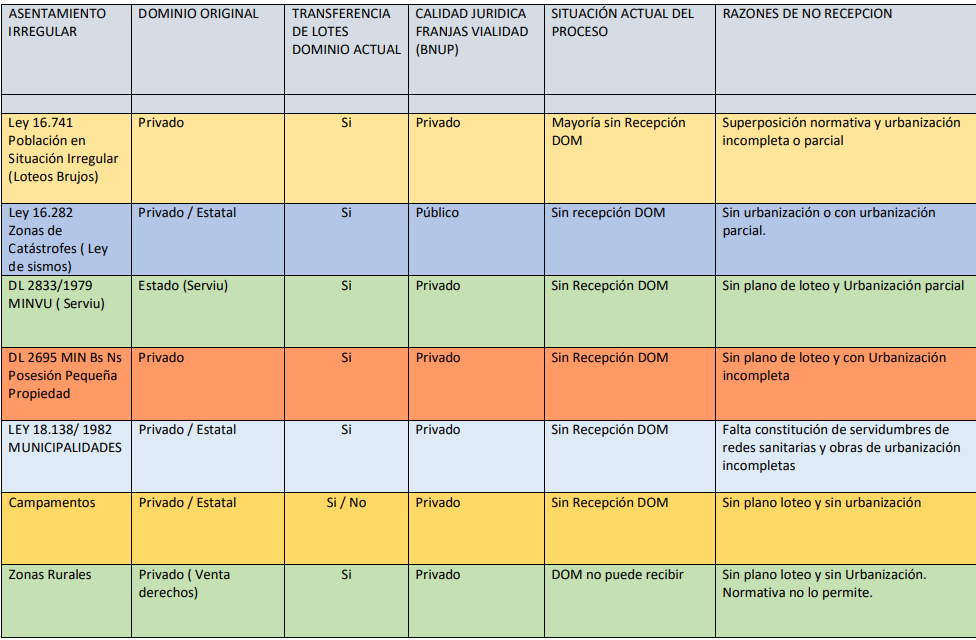 ASENTAMIENTO
IRREGULAR
DOMINIO ORIGINAL
TRANSFERENCIA
DE LOTES
DOMINIO ACTUAL
CALIDAD JURIDICA
FRANJAS VIALIDAD
(BNUP)
SITUACIÓN ACTUAL DEL
PROCESO
RAZONES DE NO RECEPCION
Ley 16.741
Población en
Situación Irregular
(Loteos Brujos)
Privado
Si
Privado
Mayoría sin Recepción
DOM
Superposición normativa y urbanización
incompleta o parcial
Ley 16.282
Zonas de
Catástrofes ( Ley
de sismos)
Privado / Estatal
Si
Público
Sin recepción DOM
Sin urbanización o con urbanización
parcial.
DL 2833/1979
MINVU ( Serviu)
Estado (Serviu)
Si
Privado
Sin Recepción DOM
Sin plano de loteo y Urbanización parcial
DL 2695 MIN Bs Ns
Posesión Pequeña
Propiedad
Privado
Si
Privado
Sin Recepción DOM
Sin plano de loteo y con Urbanización
incompleta
LEY 18.138/ 1982
MUNICIPALIDADES
Privado / Estatal
Si
Privado
Sin Recepción DOM
Falta constitución de servidumbres de
redes sanitarias y obras de urbanización
incompletas
Campamentos
Privado / Estatal
Si / No
Privado
Sin Recepción DOM
Sin plano loteo y sin urbanización
Zonas Rurales
Privado ( Venta
derechos)
Si
Privado
DOM no puede recibir
Sin plano loteo y sin Urbanización.
Normativa no lo permite.